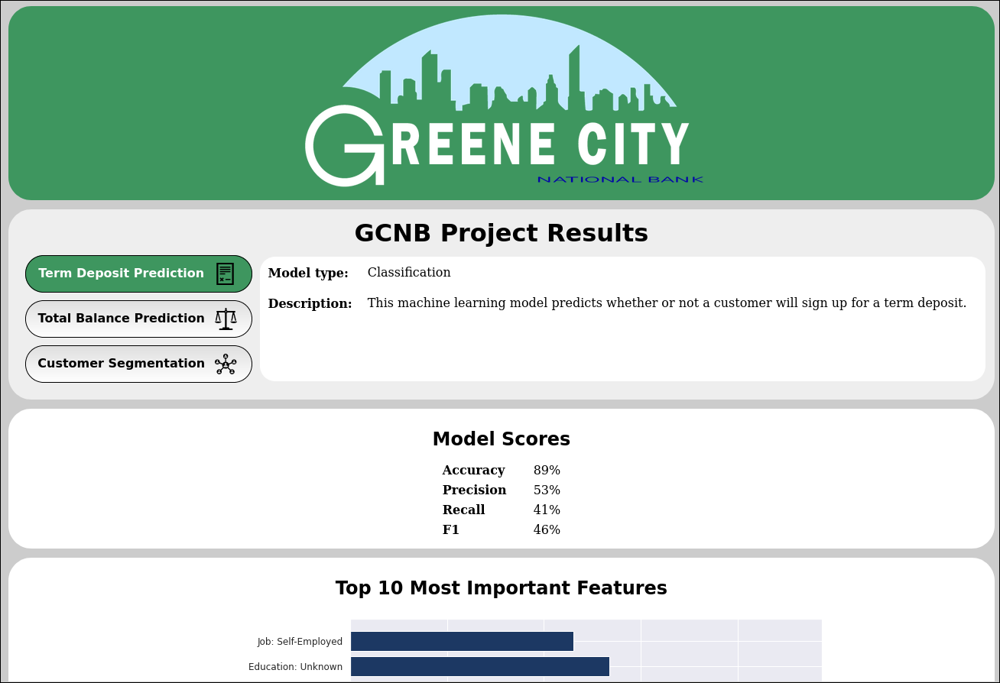 GREENE CITY
NATIONAL BANK
GCNB Project Results
Term Deposit Prediction
Total Balance Prediction
Customer Segmentation
Model type: Classification
Description: This machine learning model predicts whether or not a customer will sign up for a term deposit.
Model Scores
Accuracy 89%
Precision 53%
Recall 41%
F1 46%
Top 10 Most Important Features
Job: Self-Employed
Education: Unknown